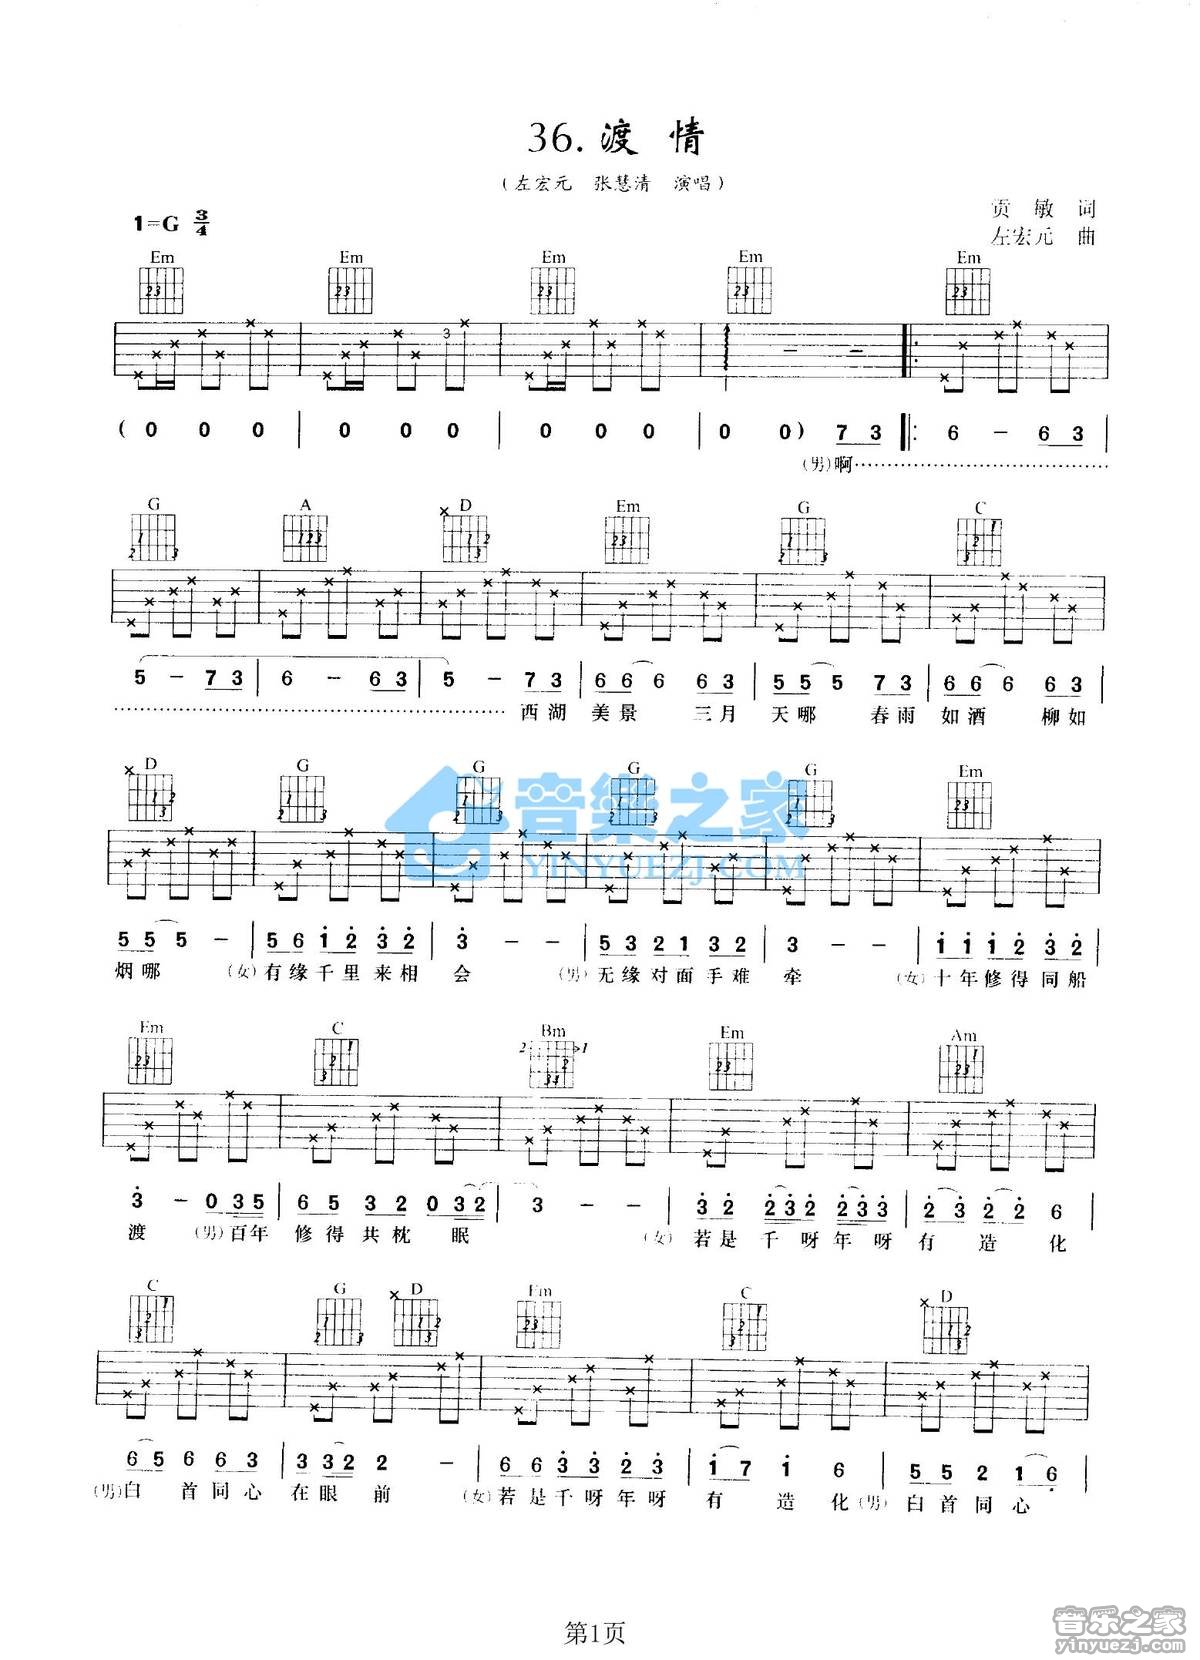 36.渡 情
(左宏元 张慧清 演唱)
1=G 3/4
贡 敏 词
左宏元 曲
Em Em Em Em Em
3
( 0 0 0 | 0 0 0 | 0 0 0 | 0 0) 7 3 |: 6 - 6 3 |
(男)啊
G A D Em G C
5 - 7 3 | 6 - 6 3 | 5 - 7 3 | 6 6 6 6 3 | 5 5 5 7 3 | 6 6 6 6 3 |
西湖 美景 三月 天哪 春雨 如酒 柳如
D G G G G Em
音樂之家
YINYUEZJ.COM
5 5 5 - | 5 6 1̇ 2̇ 3̇ 2̇ | 3̇ - - | 5 3 2 1 3 2 | 3 - - | 1̇ 1̇ 1̇ 2̇ 3̇ 2̇ |
烟哪 (女)有缘千里来相 会 (男)无缘对面手难 牵 (女)十年修得同船
Em C Bm Em Am
3̇ - 0 3 5 | 6 5 3 2 0 3 2 | 3 - - | 3̇ 2̇ 2̇ 3̇ 2̇ 2̇ 3̇ | 2̇ 3̇ 2̇ 2̇ 6 |
渡 (男)百年 修得共枕 眠 (女)若是千呀年呀 有 造 化
C G D Em C D
6 5 6 6 3 | 3 3 2 2 - | 6 6 3̇ 3̇ 2̇ 3̇ | 1̇ 7 1̇ 6 | 5 5 2 1 6̣ |
(男)白 首同心 在眼 前 (女)若是千呀年呀 有 造 化 (男) 白首同心
第1页
音乐之家
yinyuezj.com